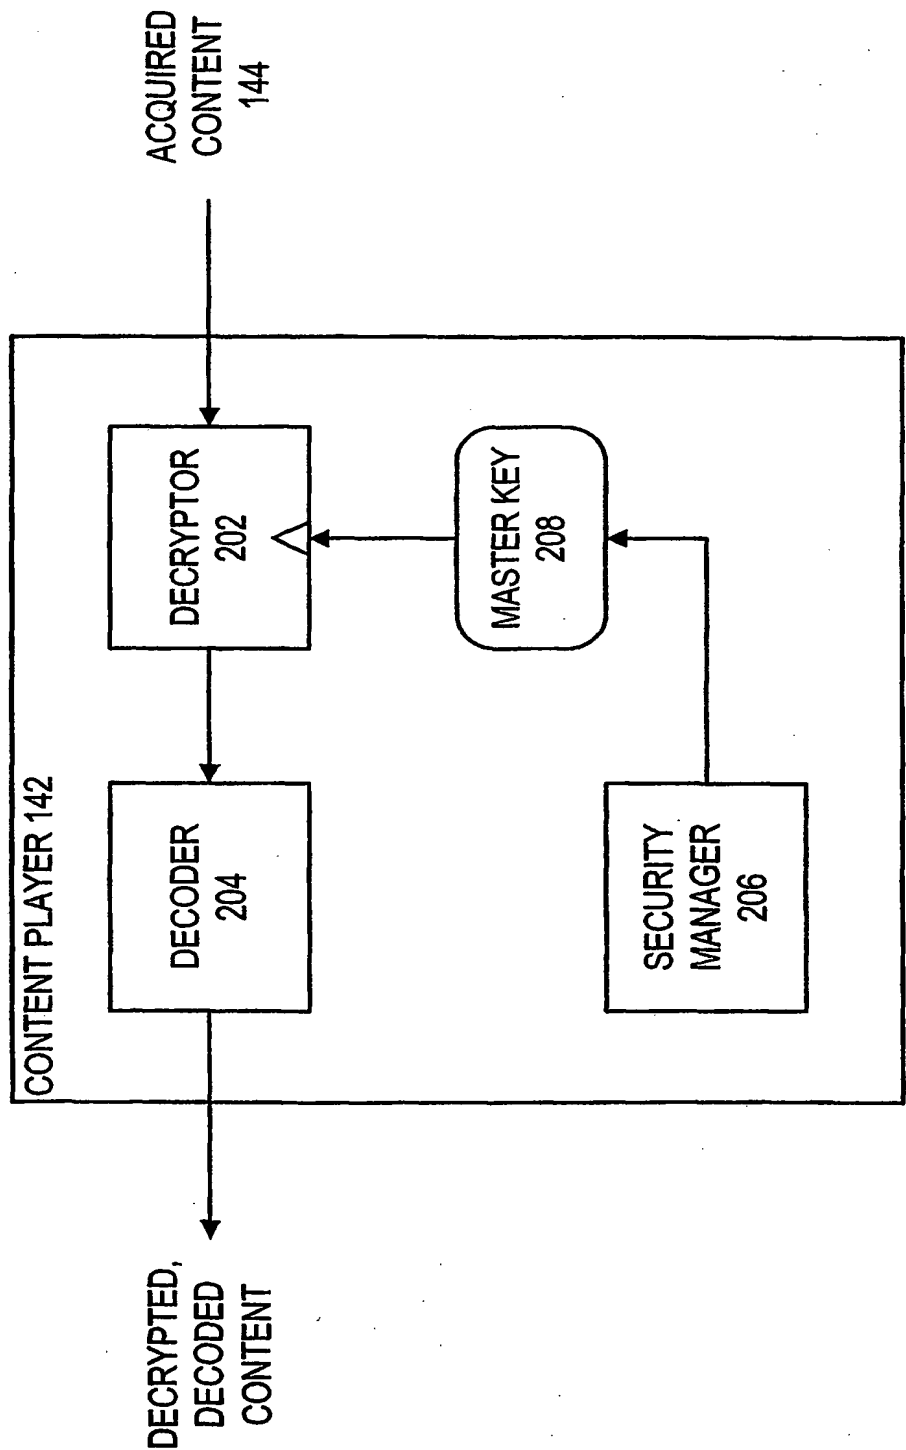 CONTENT PLAYER 142
DECRYPTED,
DECODED
CONTENT
DECODER
204
DECRYPTOR
202
ACQUIRED
CONTENT
144
MASTER KEY
208
SECURITY
MANAGER
206